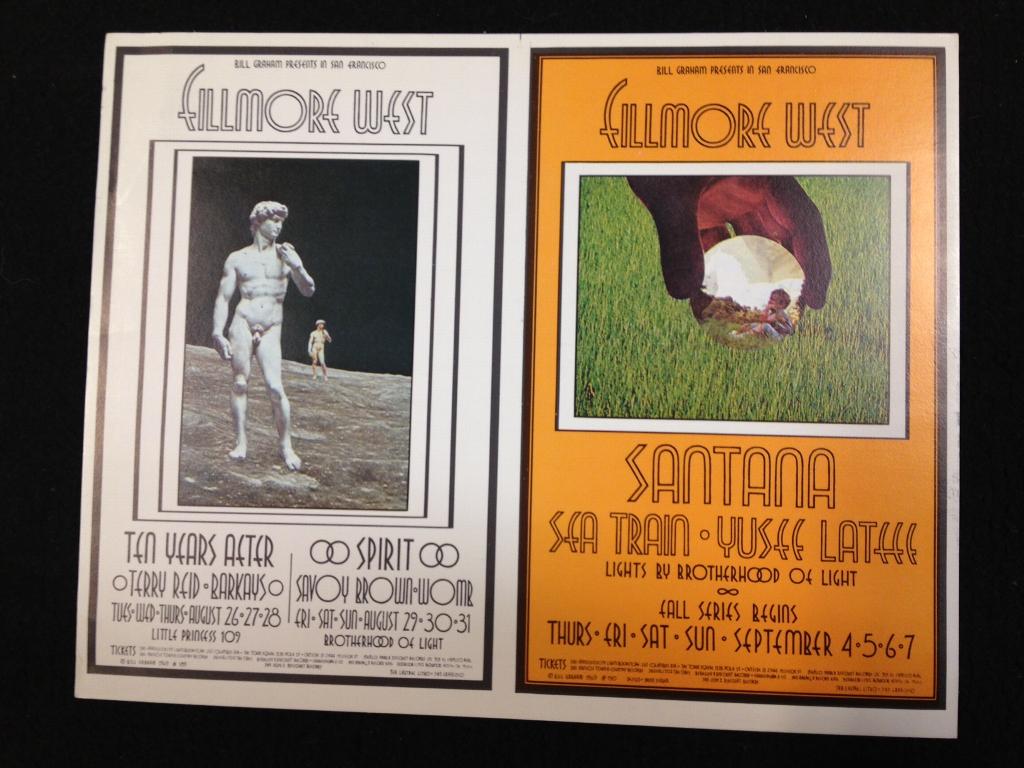 BILL GRAHAM PRESENTS IN SAN FRANCISCO
FILLMORE WEST
TEN YEARS AFTER
TERRY REID • BARKAYS
TUES • WED • THURS • AUGUST 26 • 27 • 28
LITTLE PRINCESS 109
SPIRIT
SAVOY BROWN • WOMB
FRI • SAT • SUN • AUGUST 29 • 30 • 31
BROTHERHOOD OF LIGHT
TICKETS
BILL GRAHAM PRESENTS IN SAN FRANCISCO
FILLMORE WEST
SANTANA
SEA TRAIN • YUSEF LATEEF
LIGHTS BY BROTHERHOOD OF LIGHT
FALL SERIES BEGINS
THURS • FRI • SAT • SUN • SEPTEMBER 4 • 5 • 6 • 7
TICKETS